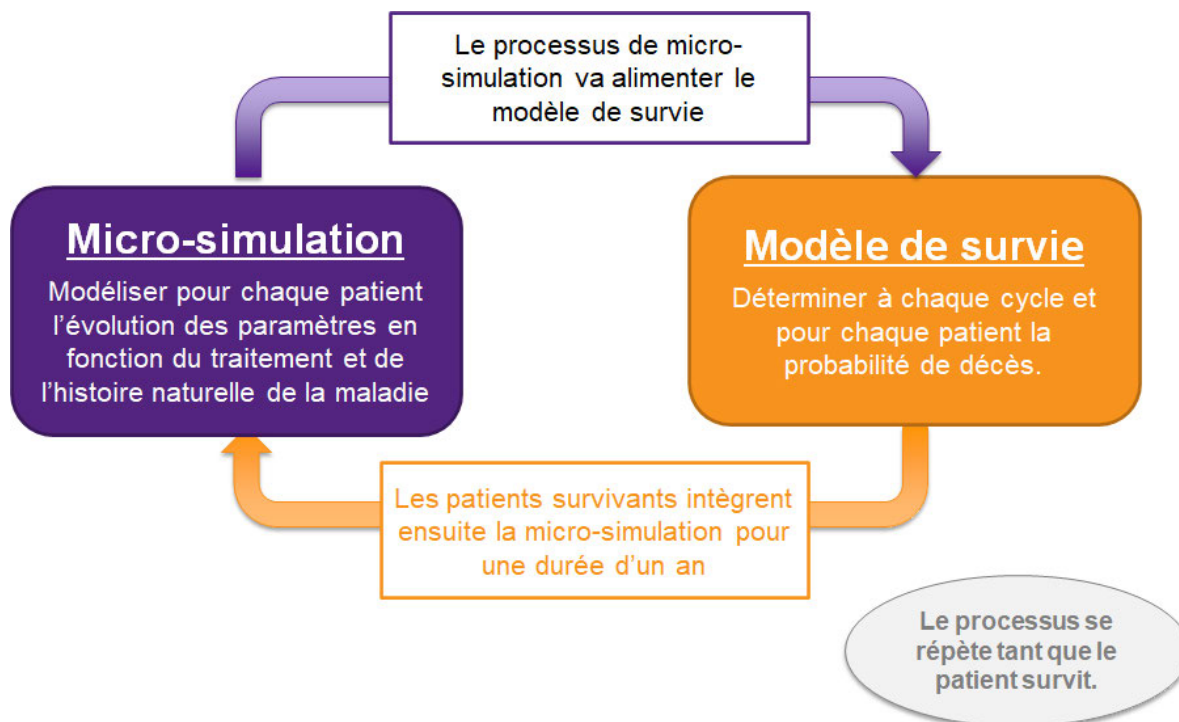 Le processus de micro-
simulation va alimenter le
modèle de survie
Micro-simulation
Modéliser pour chaque patient
l’évolution des paramètres en
fonction du traitement et de
l’histoire naturelle de la maladie
Modèle de survie
Déterminer à chaque cycle et
pour chaque patient la
probabilité de décès.
Les patients survivants intègrent
ensuite la micro-simulation pour
une durée d’un an
Le processus se
répète tant que le
patient survit.